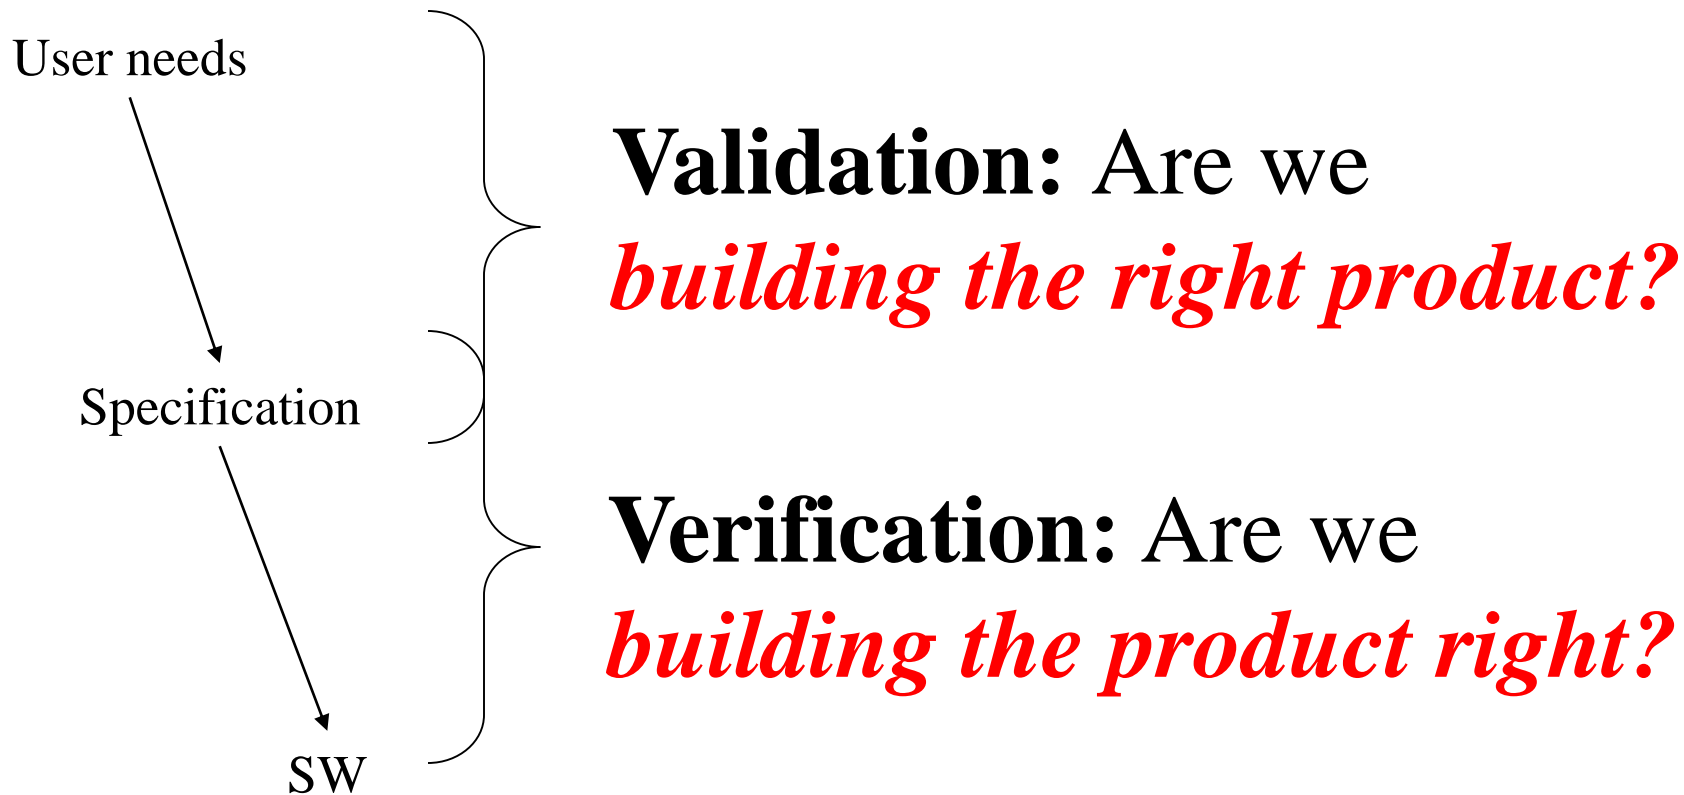 User needs
Validation: Are we
building the right product?
Specification
Verification: Are we
building the product right?
SW